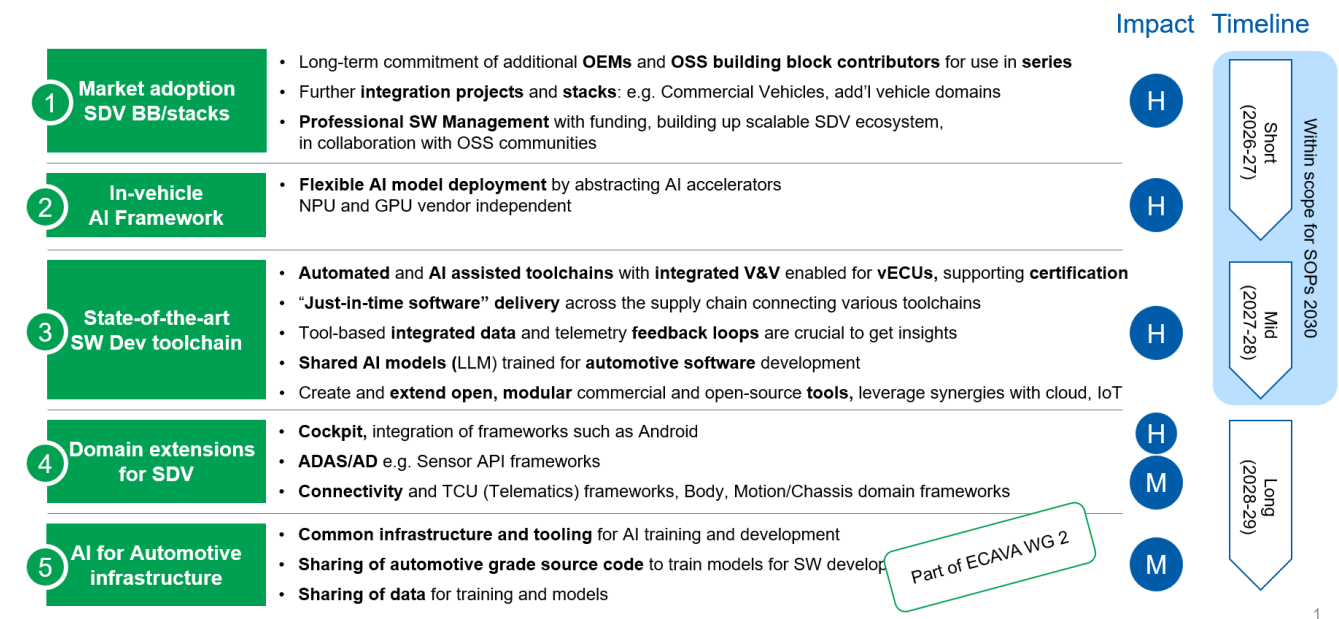 Impact Timeline
1
Market adoption
SDV BB/stacks
• Long-term commitment of additional OEMs and OSS building block contributors for use in series
• Further integration projects and stacks: e.g. Commercial Vehicles, add’l vehicle domains
• Professional SW Management with funding, building up scalable SDV ecosystem,
in collaboration with OSS communities
H
2
In-vehicle
AI Framework
• Flexible AI model deployment by abstracting AI accelerators
NPU and GPU vendor independent
H
3
State-of-the-art
SW Dev toolchain
• Automated and AI assisted toolchains with integrated V&V enabled for vECUs, supporting certification
• “Just-in-time software” delivery across the supply chain connecting various toolchains
• Tool-based integrated data and telemetry feedback loops are crucial to get insights
• Shared AI models (LLM) trained for automotive software development
• Create and extend open, modular commercial and open-source tools, leverage synergies with cloud, IoT
H
4
Domain extensions
for SDV
• Cockpit, integration of frameworks such as Android
• ADAS/AD e.g. Sensor API frameworks
• Connectivity and TCU (Telematics) frameworks, Body, Motion/Chassis domain frameworks
H
M
5
AI for Automotive
infrastructure
• Common infrastructure and tooling for AI training and development
• Sharing of automotive grade source code to train models for SW develop
• Sharing of data for training and models
Part of ECAVA WG 2
M
Short
(2026-27)
Mid
(2027-28)
Within scope for SOPs 2030
Long
(2028-29)
1